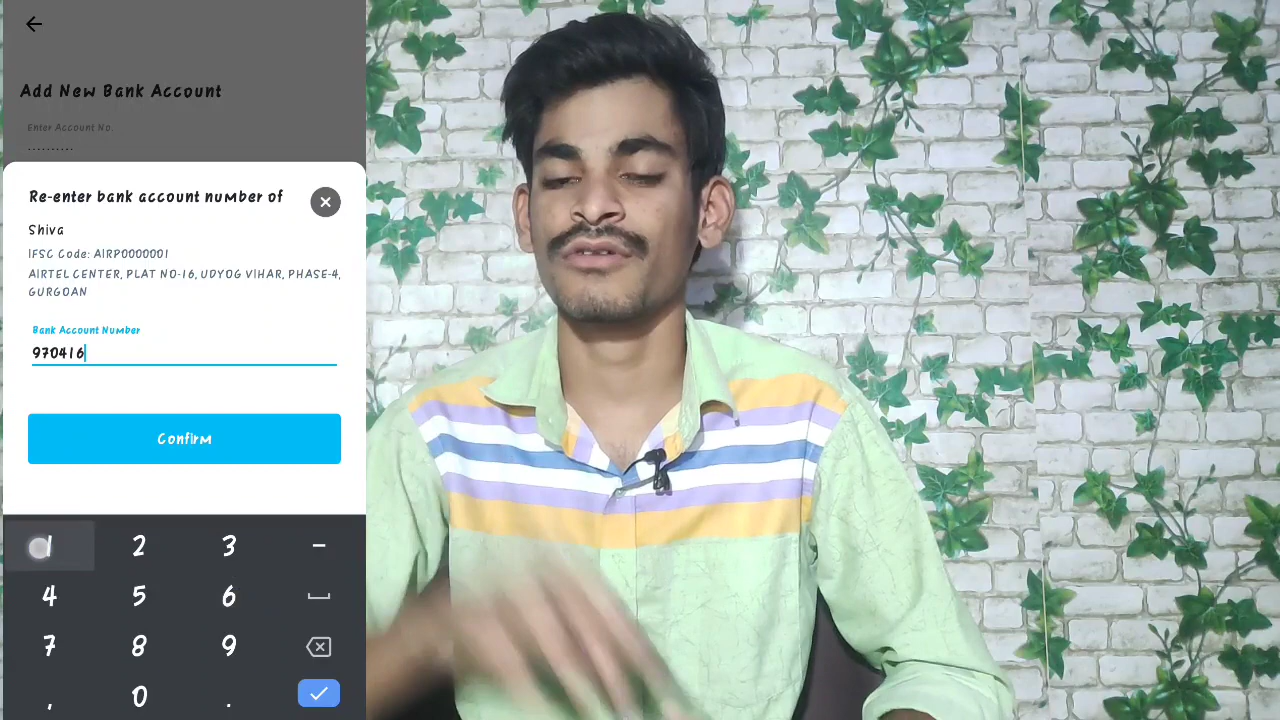 Add New Bank Account
Enter Account No.
..........
Re-enter bank account number of
Shiva
IFSC Code: AIRP0000001
AIRTEL CENTER, PLAT NO-16, UDYOG VIHAR, PHASE-4,
GURGOAN
Bank Account Number
970416
Confirm
1 2 3 -
4 5 6
7 8 9
, 0 .